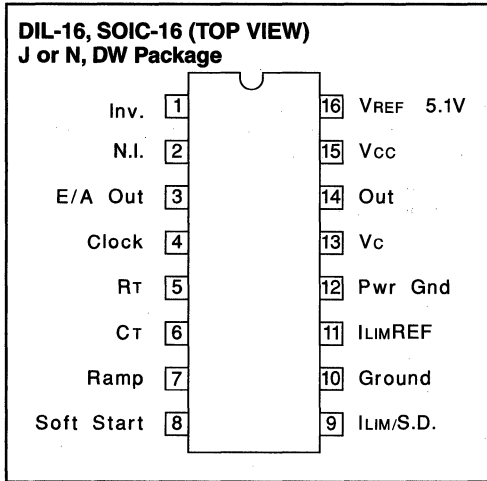 DIL-16, SOIC-16 (TOP VIEW)
J or N, DW Package
Inv. 1
16 VREF 5.1V
N.I. 2
15 Vcc
E/A Out 3
14 Out
Clock 4
13 Vc
RT 5
12 Pwr Gnd
CT 6
11 ILIMREF
Ramp 7
10 Ground
Soft Start 8
9 ILIM/S.D.